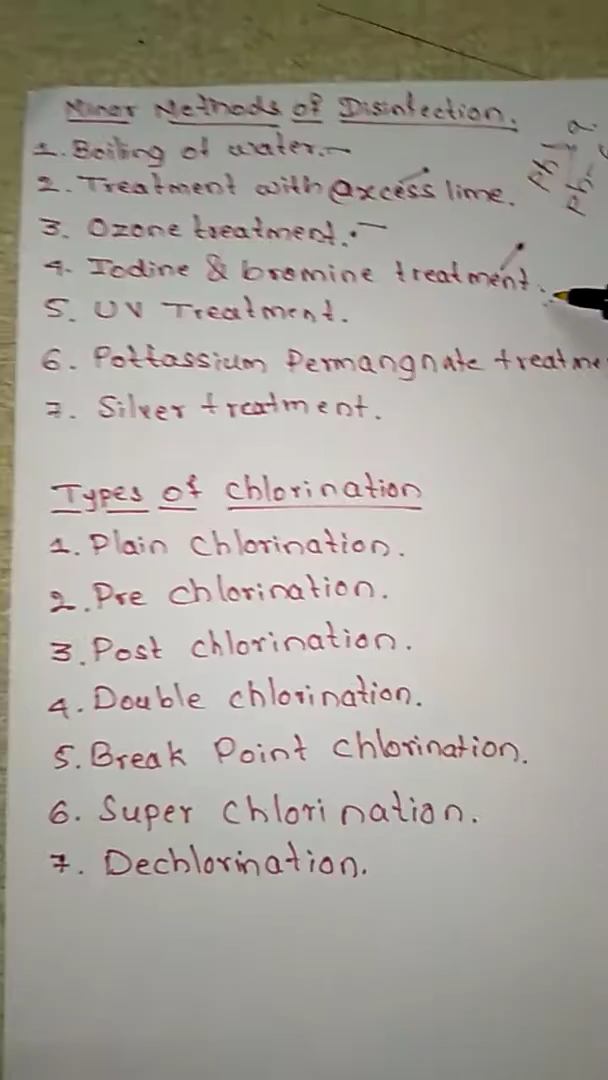 Minor Methods of Disinfection.
1. Boiling of water.
2. Treatment with excess lime.
3. Ozone treatment.
4. Iodine & bromine treatment.
5. UV Treatment.
6. Pottassium Permangnate treatme
7. Silver treatment.
Types of chlorination
1. Plain chlorination.
2. Pre chlorination.
3. Post chlorination.
4. Double chlorination.
5. Break Point chlorination.
6. Super chlorination.
7. Dechlorination.